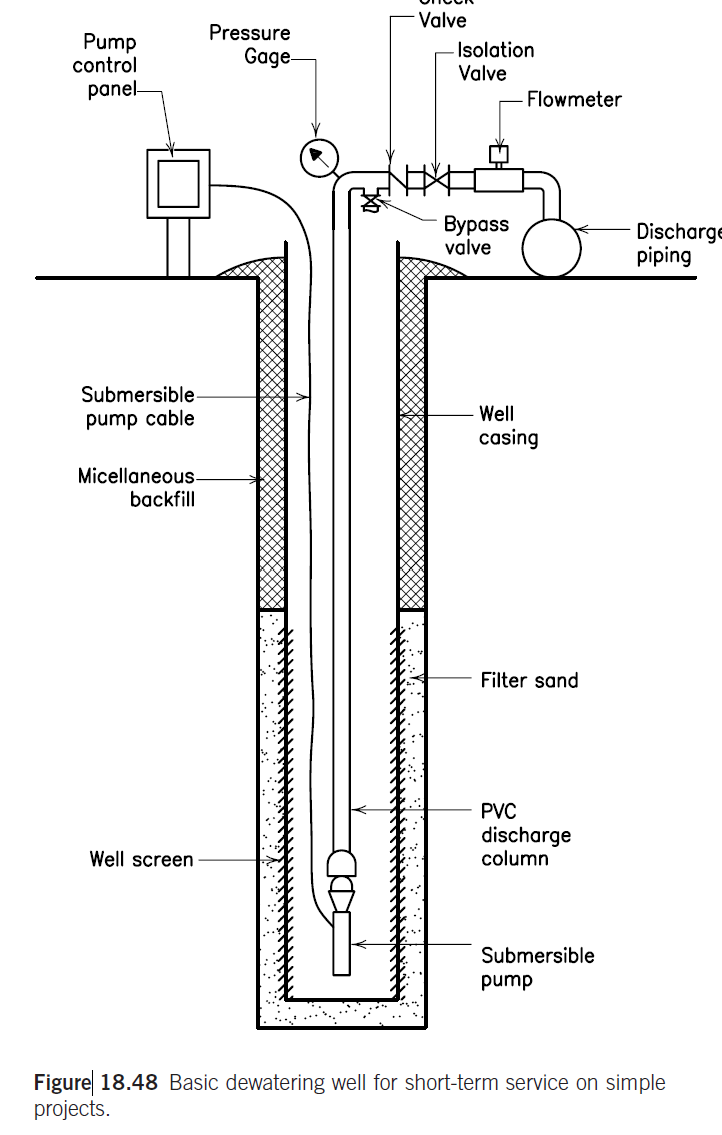 Valve
Pump
control
panel
Pressure
Gage
Isolation
Valve
Flowmeter
Bypass
valve
Discharge
piping
Submersible
pump cable
Well
casing
Micellaneous
backfill
Filter sand
PVC
discharge
column
Well screen
Submersible
pump
Figure 18.48 Basic dewatering well for short-term service on simple
projects.